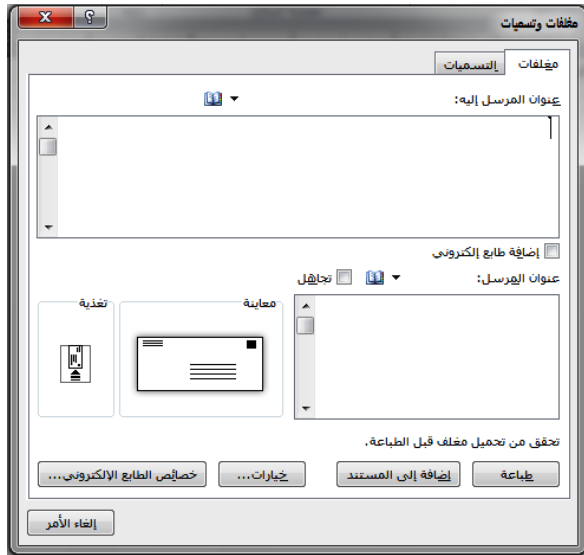 مغلفات وتسميات
مغلفات التسميات
عنوان المرسل إليه:
إضافة طابع إلكتروني
عنوان المرسل: تجاهل
معاينة تغذية
تحقق من تحميل مغلف قبل الطباعة.
طباعة إضافة إلى المستند خيارات... خصائص الطابع الإلكتروني...
إلغاء الأمر